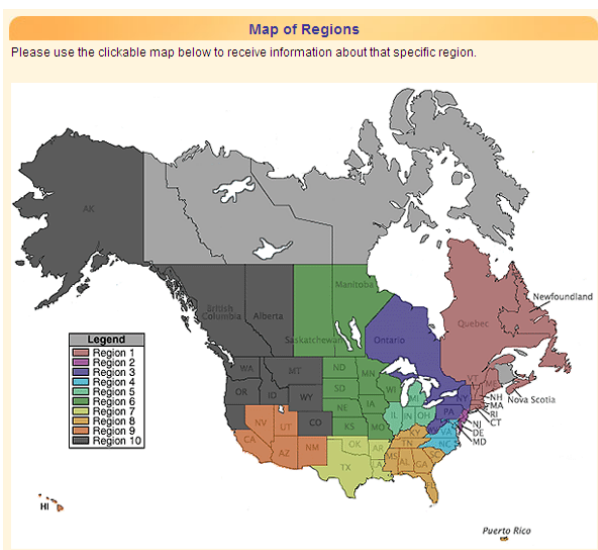 Map of Regions
Please use the clickable map below to receive information about that specific region.
AK
British
Columbia
Alberta
Saskatchewan
Manitoba
Ontario
Quebec
Newfoundland
Nova Scotia
WA
MT
ND
MN
OR
ID
WY
SD
WI
MI
NY
VT
ME
NH
MA
RI
CT
NE
IA
IL
IN
OH
PA
NJ
DE
MD
NV
UT
CO
KS
MO
KY
VA
CA
AZ
NM
OK
AR
TN
NC
SC
TX
MS
AL
GA
FL
HI
Puerto Rico
Legend
Region 1
Region 2
Region 3
Region 4
Region 5
Region 6
Region 7
Region 8
Region 9
Region 10